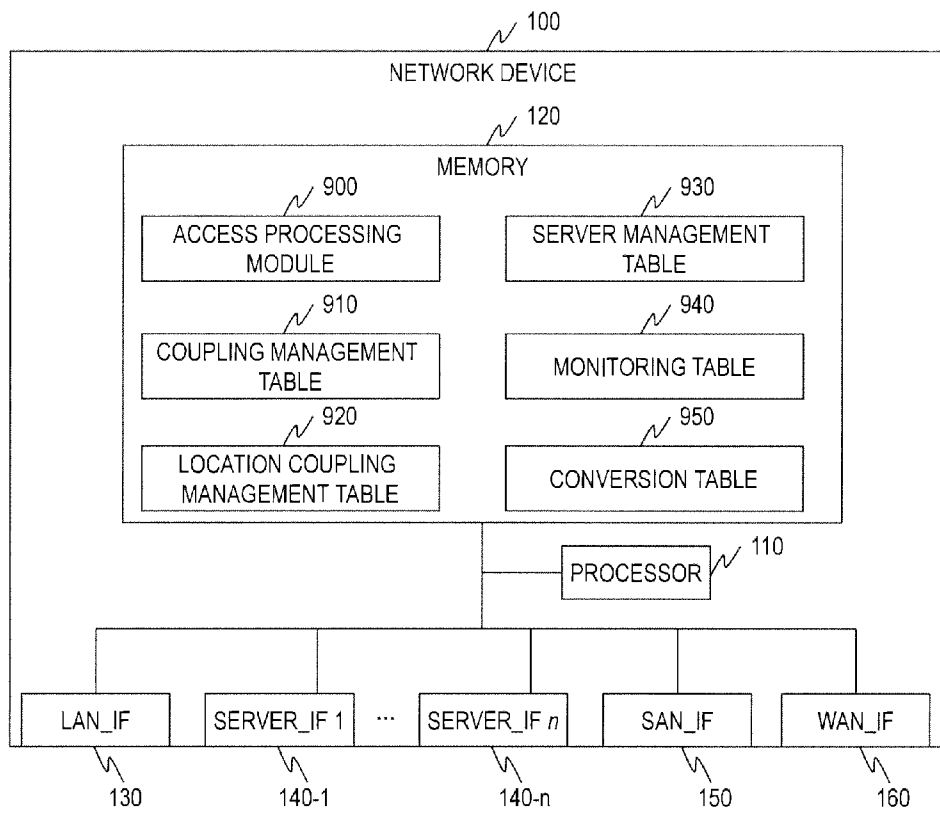 100
NETWORK DEVICE
120
MEMORY
900
ACCESS PROCESSING
MODULE
930
SERVER MANAGEMENT
TABLE
910
COUPLING MANAGEMENT
TABLE
940
MONITORING TABLE
920
LOCATION COUPLING
MANAGEMENT TABLE
950
CONVERSION TABLE
PROCESSOR
110
LAN_IF
SERVER_IF 1
...
SERVER_IF n
SAN_IF
WAN_IF
130
140-1
140-n
150
160